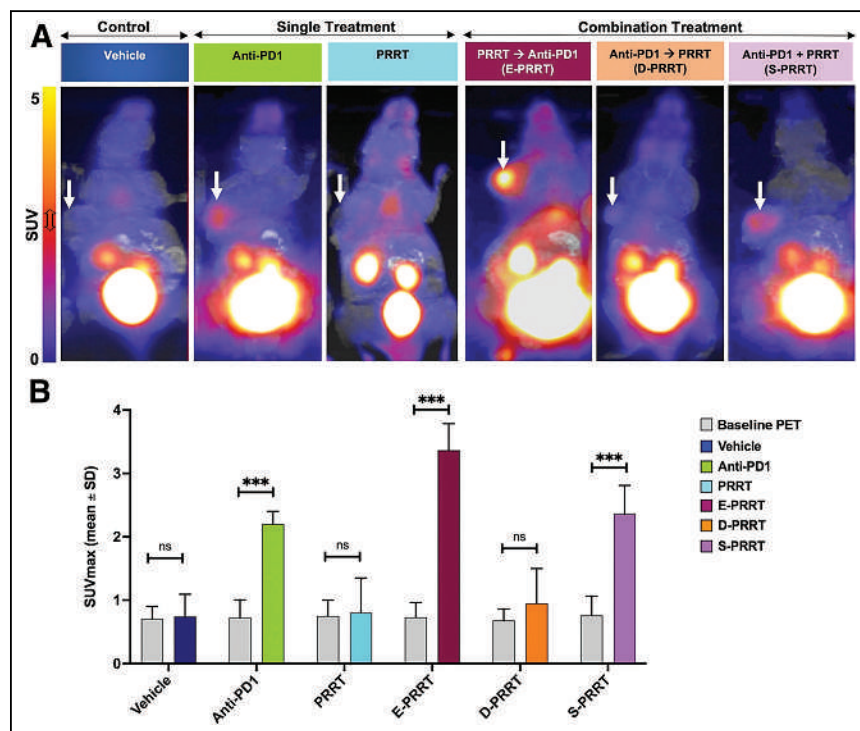 A
Control
Single Treatment
Combination Treatment
Vehicle
Anti-PD1
PRRT
PRRT → Anti-PD1
(E-PRRT)
Anti-PD1 → PRRT
(D-PRRT)
Anti-PD1 + PRRT
(S-PRRT)
5
SUV
0
B
SUVmax (mean ± SD)
4
3
2
1
0
ns
***
ns
***
ns
***
Vehicle
Anti-PD1
PRRT
E-PRRT
D-PRRT
S-PRRT
Baseline PET
Vehicle
Anti-PD1
PRRT
E-PRRT
D-PRRT
S-PRRT